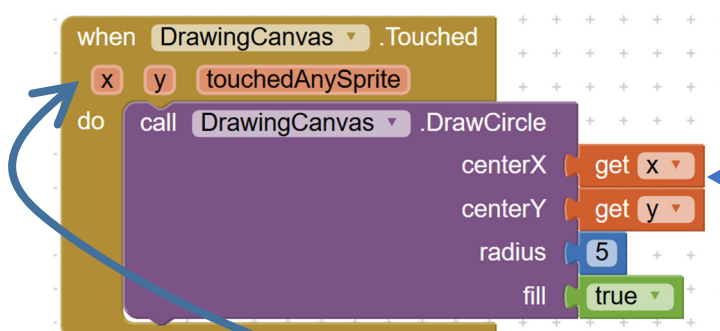 when DrawingCanvas .Touched
x y touchedAnySprite
do call DrawingCanvas .DrawCircle
centerX get x
centerY get y
radius 5
fill true